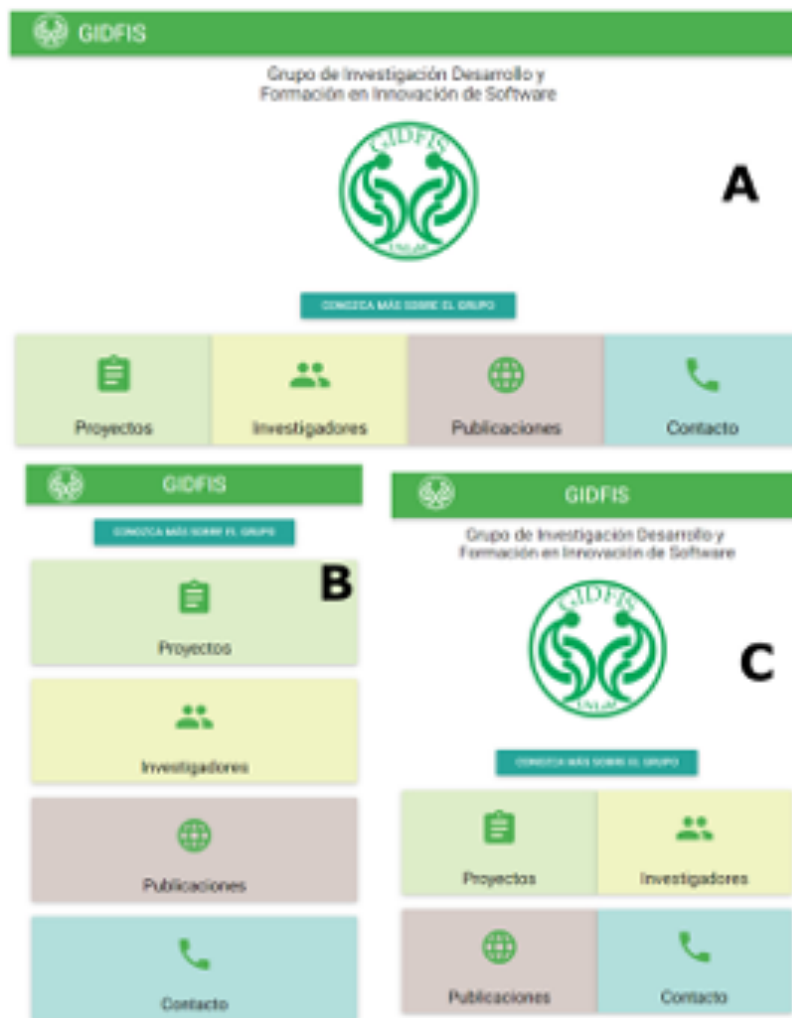 GIDFIS
Grupo de Investigación Desarrollo y
Formación en Innovación de Software
GIDFIS
UNLaM
A
CONOZCA MÁS SOBRE EL GRUPO
Proyectos
Investigadores
Publicaciones
Contacto
GIDFIS
CONOZCA MÁS SOBRE EL GRUPO
B
Proyectos
Investigadores
Publicaciones
Contacto
GIDFIS
Grupo de Investigación Desarrollo y
Formación en Innovación de Software
GIDFIS
UNLaM
C
CONOZCA MÁS SOBRE EL GRUPO
Proyectos
Investigadores
Publicaciones
Contacto